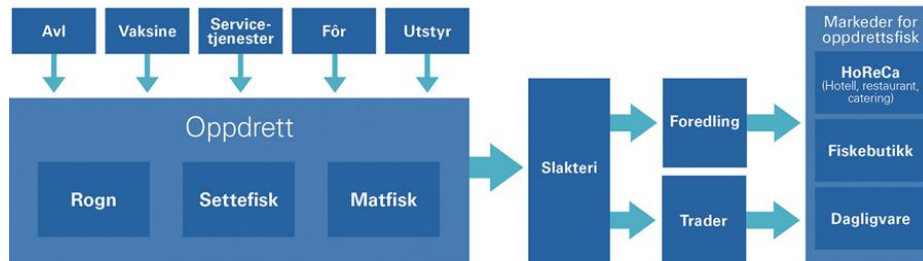 Avl
Vaksine
Service-
tjenester
Fôr
Utstyr
Oppdrett
Rogn
Settefisk
Matfisk
Slakteri
Foredling
Trader
Markeder for
oppdrettsfisk
HoReCa
(Hotell, restaurant,
catering)
Fiskebutikk
Dagligvare